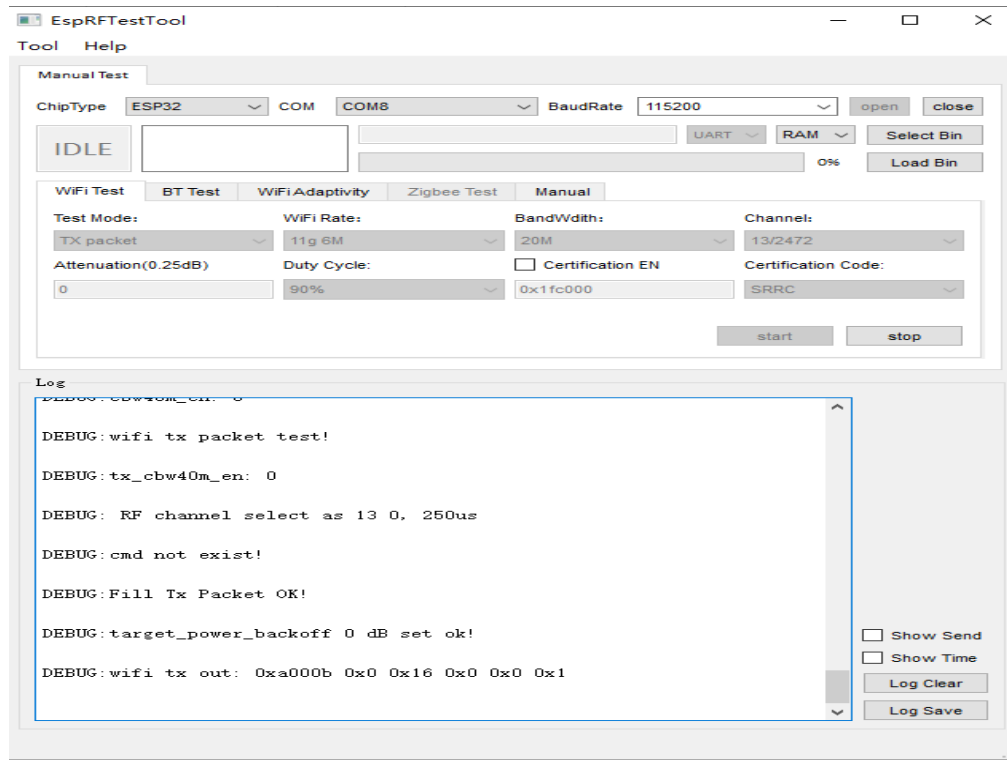 EspRFTestTool
Tool Help
Manual Test
ChipType ESP32 COM COM8 BaudRate 115200 open close
IDLE UART RAM Select Bin
0% Load Bin
WiFi Test BT Test WiFi Adaptivity Zigbee Test Manual
Test Mode: WiFi Rate: BandWdith: Channel:
TX packet 11g 6M 20M 13/2472
Attenuation(0.25dB) Duty Cycle: Certification EN Certification Code:
0 90% 0x1fc000 SRRC
start stop
Log
DEBUG:cbw40m_en: 0
DEBUG:wifi tx packet test!
DEBUG:tx_cbw40m_en: 0
DEBUG: RF channel select as 13 0, 250us
DEBUG:cmd not exist!
DEBUG:Fill Tx Packet OK!
DEBUG:target_power_backoff 0 dB set ok!
DEBUG:wifi tx out: 0xa000b 0x0 0x16 0x0 0x0 0x1
Show Send
Show Time
Log Clear
Log Save